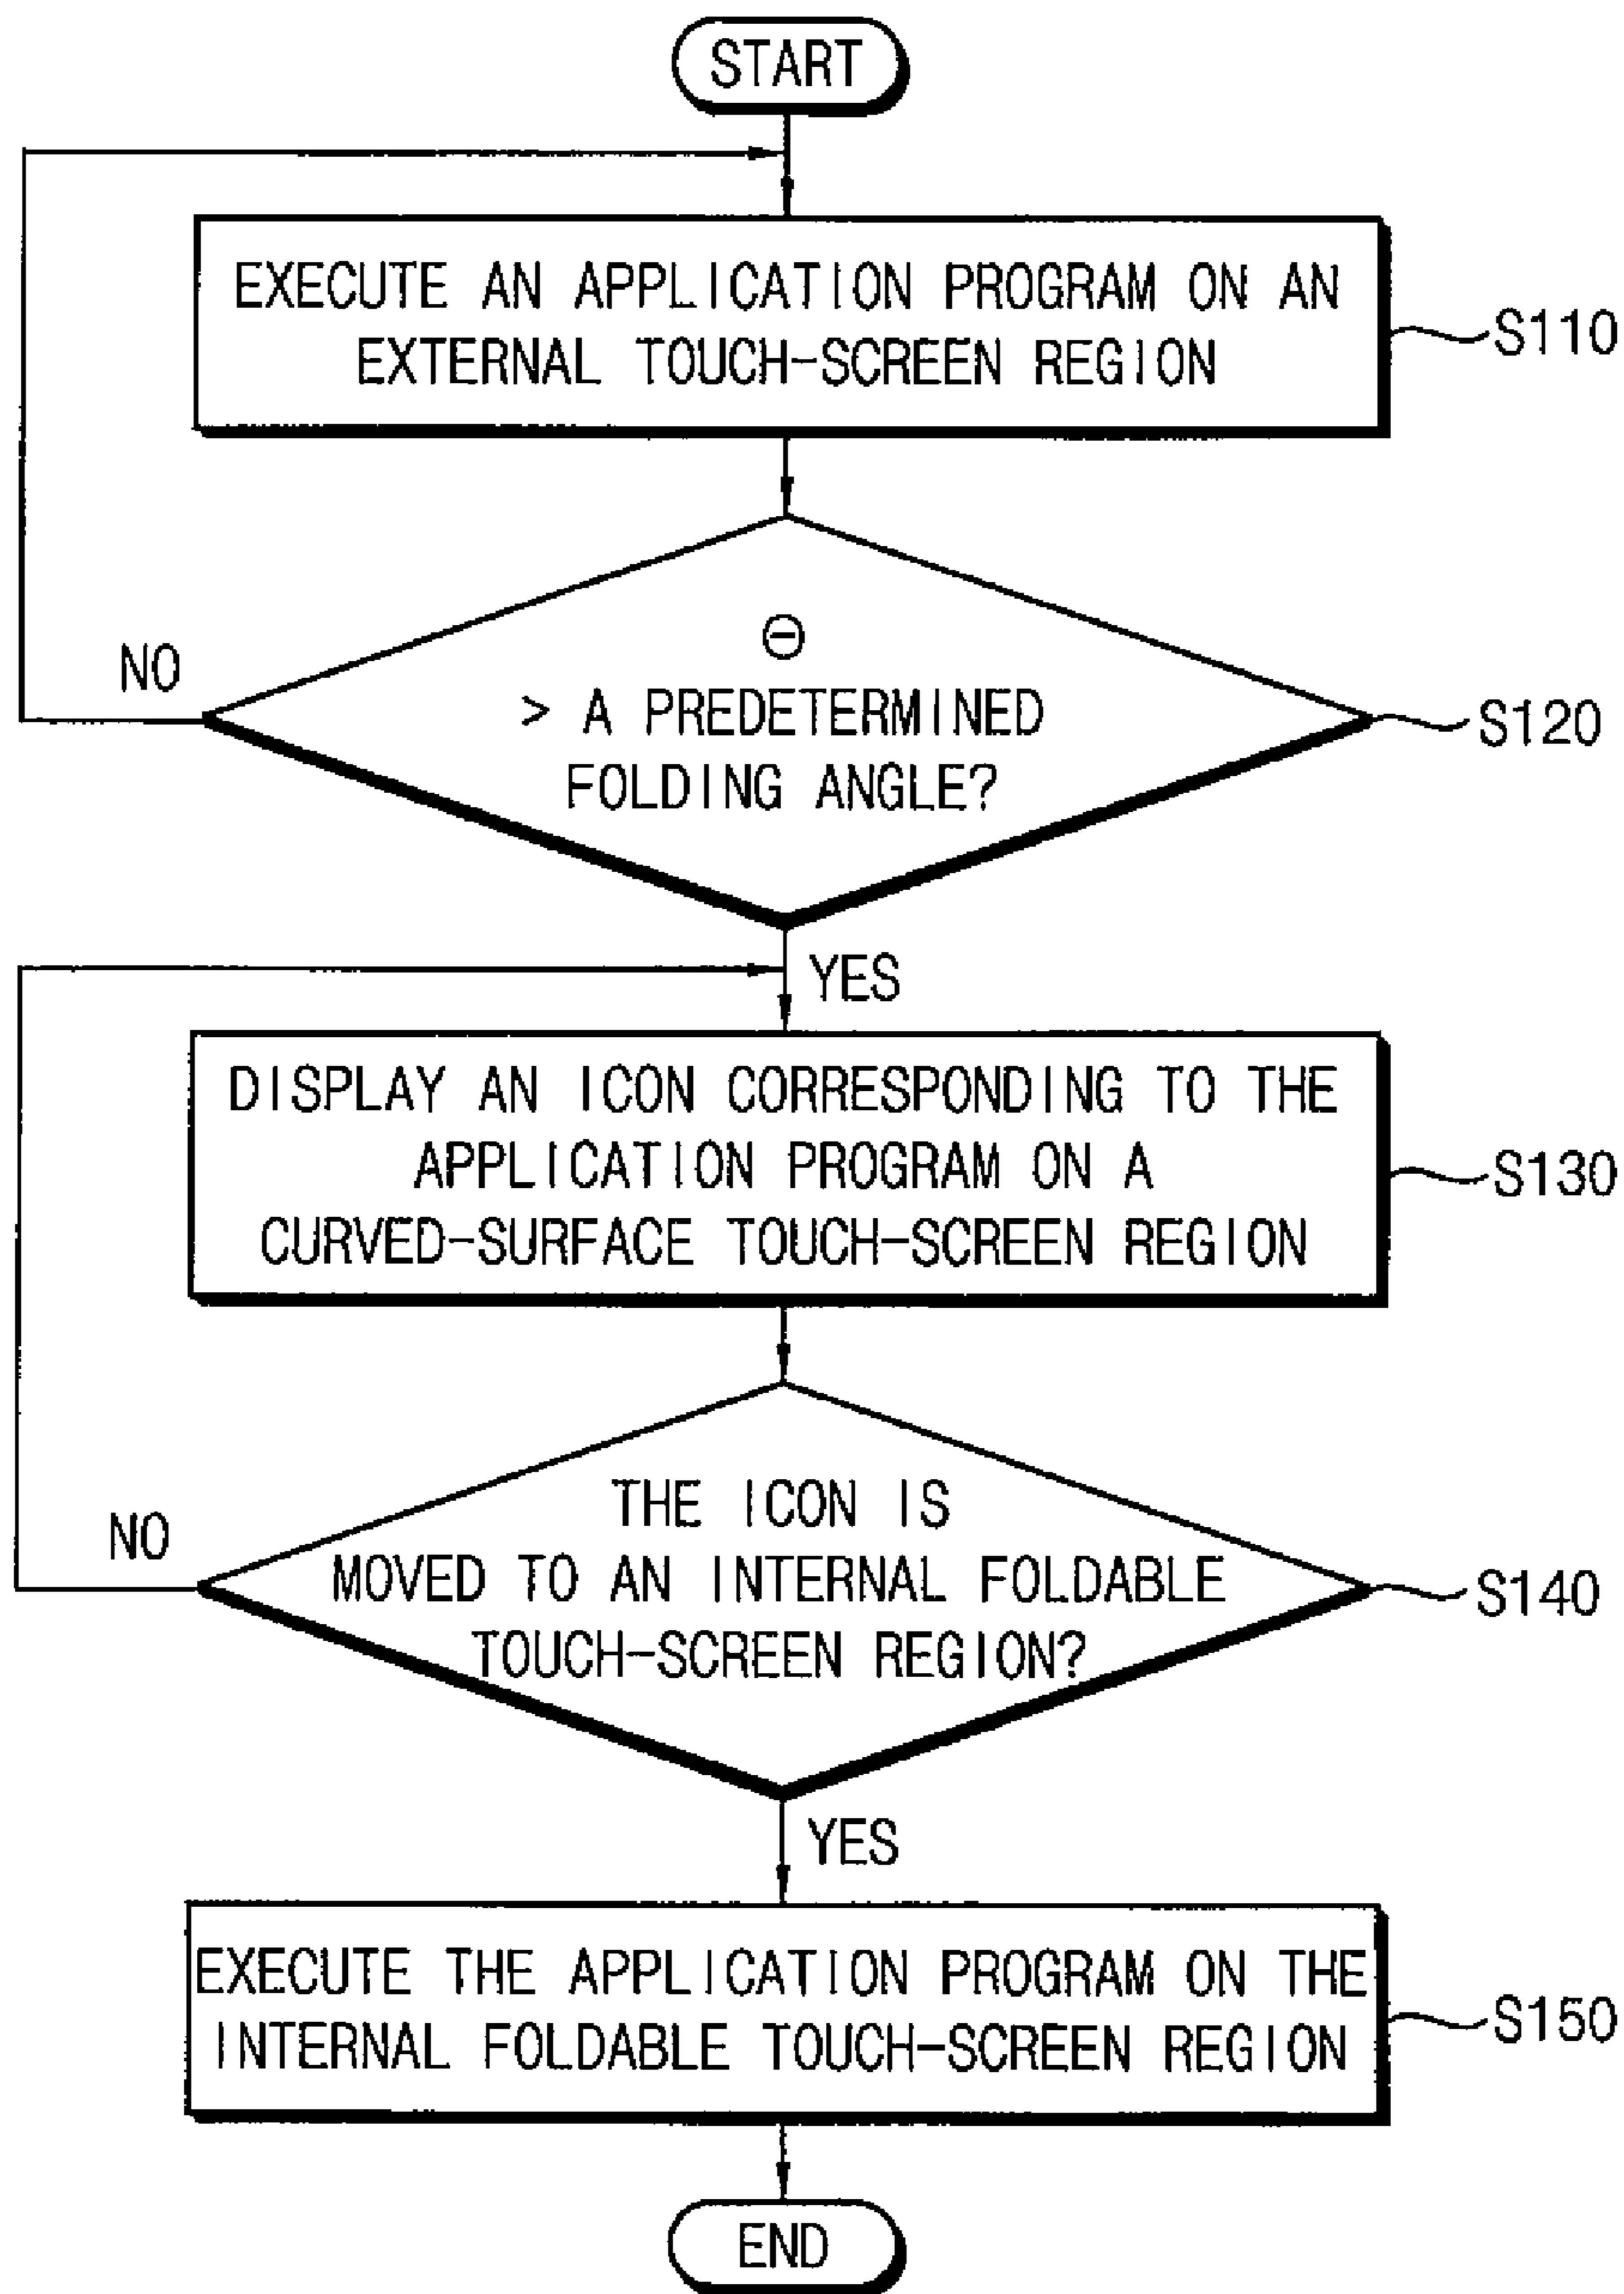 START
EXECUTE AN APPLICATION PROGRAM ON AN
EXTERNAL TOUCH-SCREEN REGION
S110
Θ
> A PREDETERMINED
FOLDING ANGLE?
NO
S120
YES
DISPLAY AN ICON CORRESPONDING TO THE
APPLICATION PROGRAM ON A
CURVED-SURFACE TOUCH-SCREEN REGION
S130
THE ICON IS
MOVED TO AN INTERNAL FOLDABLE
TOUCH-SCREEN REGION?
NO
S140
YES
EXECUTE THE APPLICATION PROGRAM ON THE
INTERNAL FOLDABLE TOUCH-SCREEN REGION
S150
END